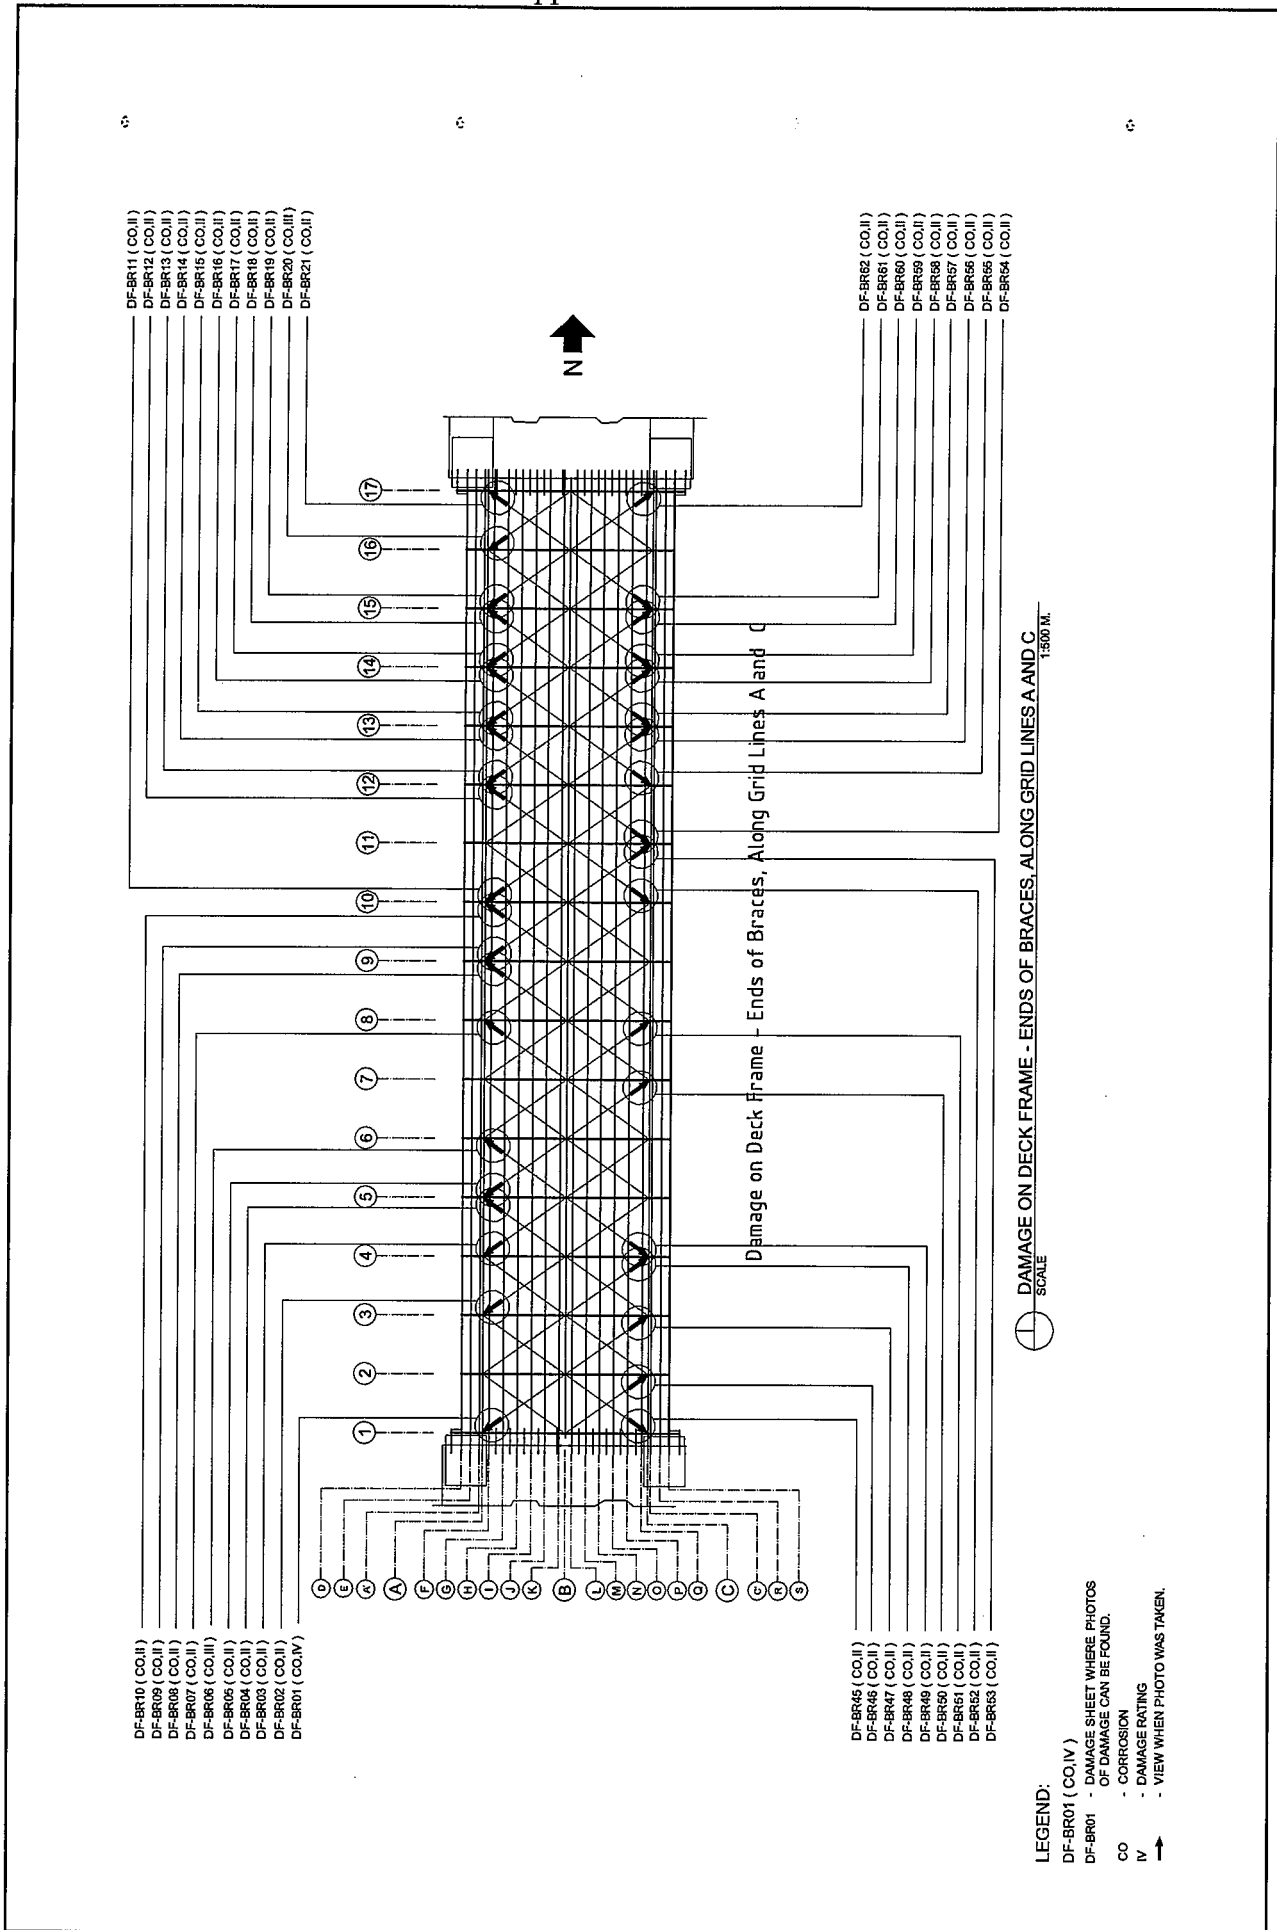 DF-BR10 ( CO,II )
DF-BR09 ( CO,II )
DF-BR08 ( CO,II )
DF-BR07 ( CO,II )
DF-BR06 ( CO,III )
DF-BR05 ( CO,II )
DF-BR04 ( CO,II )
DF-BR03 ( CO,II )
DF-BR02 ( CO,II )
DF-BR01 ( CO,IV )
DF-BR11 ( CO,II )
DF-BR12 ( CO,II )
DF-BR13 ( CO,II )
DF-BR14 ( CO,II )
DF-BR15 ( CO,II )
DF-BR16 ( CO,II )
DF-BR17 ( CO,II )
DF-BR18 ( CO,II )
DF-BR19 ( CO,II )
DF-BR20 ( CO,III )
DF-BR21 ( CO,II )
1
2
3
4
5
6
7
8
9
10
11
12
13
14
15
16
17
D
E
A'
A
F
G
H
I
J
K
B
L
M
N
O
P
Q
C
C'
R
S
N
Damage on Deck Frame - Ends of Braces, Along Grid Lines A and C
DF-BR45 ( CO,II )
DF-BR46 ( CO,II )
DF-BR47 ( CO,II )
DF-BR48 ( CO,II )
DF-BR49 ( CO,II )
DF-BR50 ( CO,II )
DF-BR51 ( CO,II )
DF-BR52 ( CO,II )
DF-BR53 ( CO,II )
DF-BR62 ( CO,II )
DF-BR61 ( CO,II )
DF-BR60 ( CO,II )
DF-BR59 ( CO,II )
DF-BR58 ( CO,II )
DF-BR57 ( CO,II )
DF-BR56 ( CO,II )
DF-BR55 ( CO,II )
DF-BR54 ( CO,II )
DAMAGE ON DECK FRAME - ENDS OF BRACES, ALONG GRID LINES A AND C
SCALE 1:500 M.
LEGEND:
DF-BR01 ( CO,IV )
DF-BR01 - DAMAGE SHEET WHERE PHOTOS
OF DAMAGE CAN BE FOUND.
CO - CORROSION
IV - DAMAGE RATING
- VIEW WHEN PHOTO WAS TAKEN.